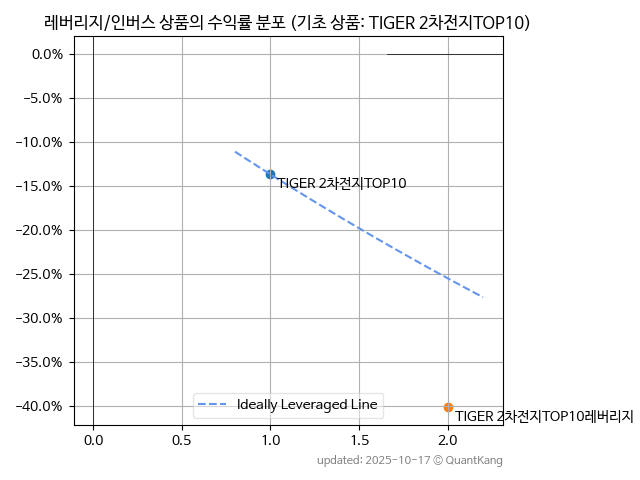 레버리지/인버스 상품의 수익률 분포 (기초 상품: TIGER 2차전지TOP10)
0.0%
−5.0%
−10.0%
−15.0%
−20.0%
−25.0%
−30.0%
−35.0%
−40.0%
TIGER 2차전지TOP10
Ideally Leveraged Line
TIGER 2차전지TOP10레버리지
0.0 0.5 1.0 1.5 2.0
updated: 2025-10-17 © QuantKang